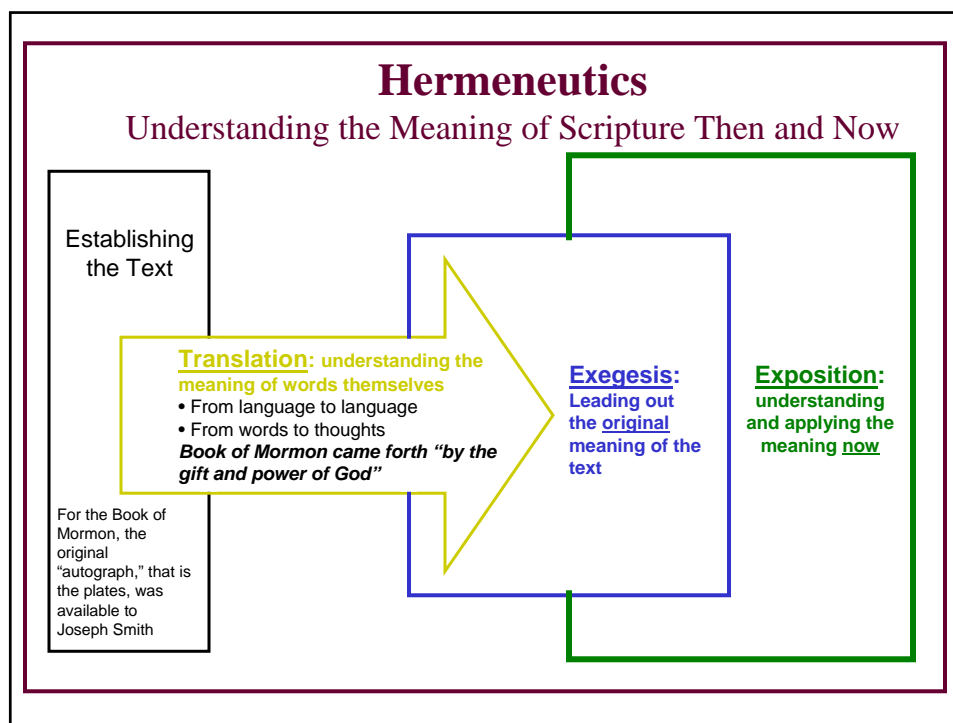 Hermeneutics
Understanding the Meaning of Scripture Then and Now
Establishing
the Text
For the Book of
Mormon, the
original
“autograph,” that is
the plates, was
available to
Joseph Smith
Translation: understanding the
meaning of words themselves
• From language to language
• From words to thoughts
Book of Mormon came forth “by the
gift and power of God”
Exegesis:
Leading out
the original
meaning of the
text
Exposition:
understanding
and applying the
meaning now